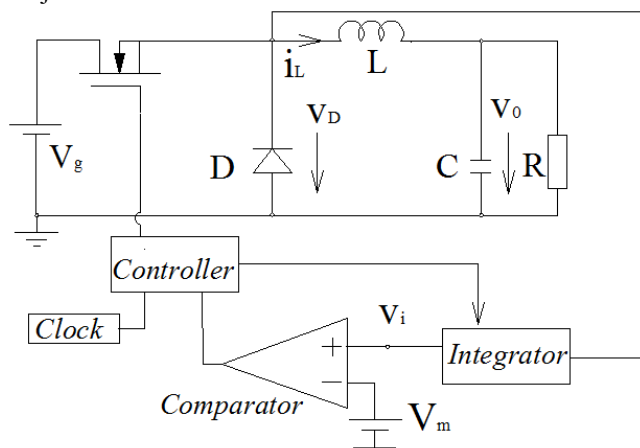 i_L
L
V_D
V_0
V_g
D
C
R
Controller
Clock
V_i
+
−
Integrator
Comparator
V_m